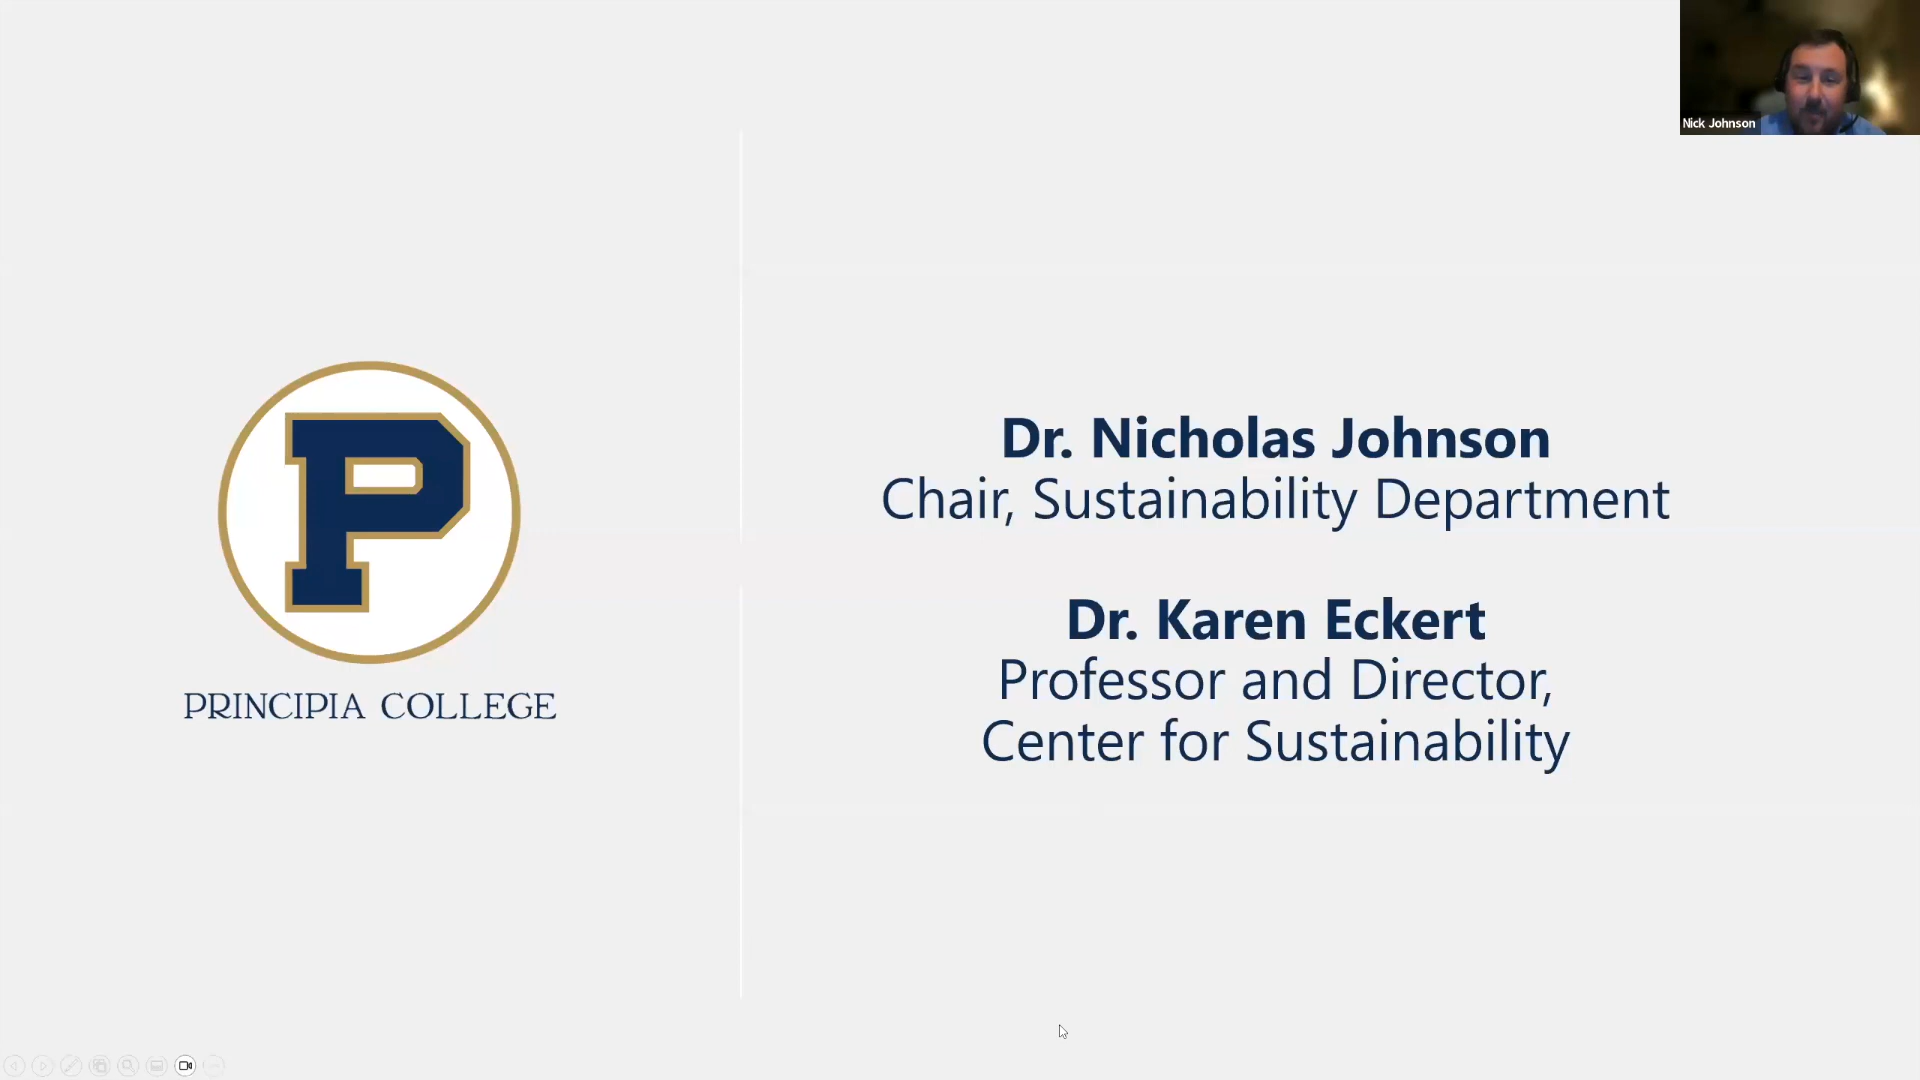 Nick Johnson
P
PRINCIPIA COLLEGE
Dr. Nicholas Johnson
Chair, Sustainability Department
Dr. Karen Eckert
Professor and Director,
Center for Sustainability